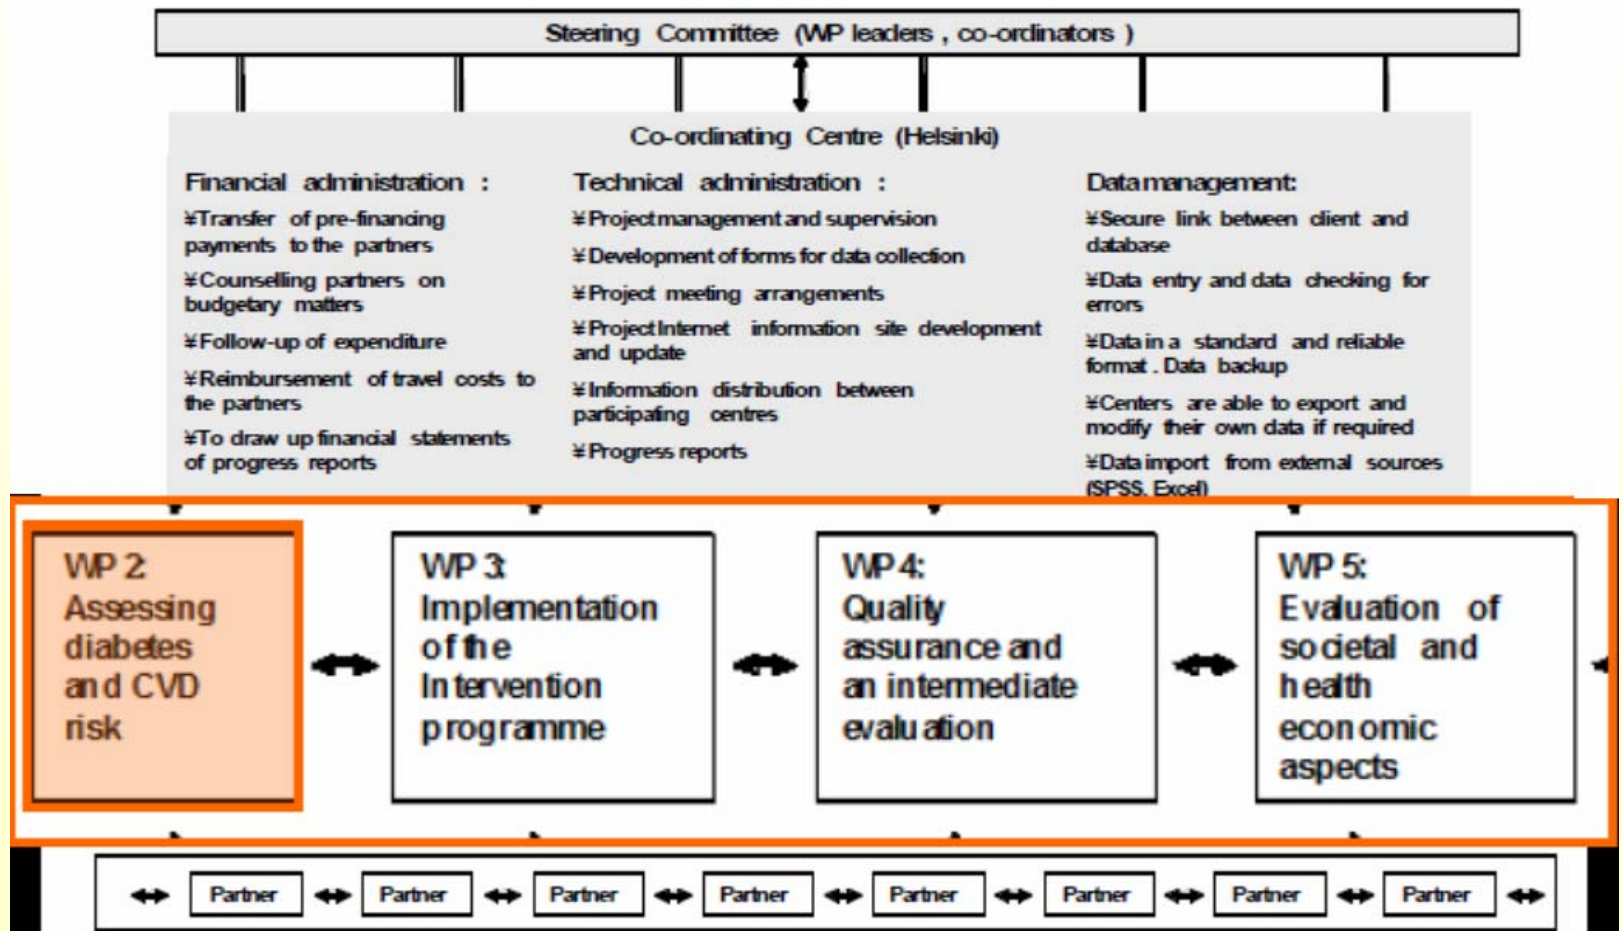 Steering Committee (WP leaders , co-ordinators )
Co-ordinating Centre (Helsinki)
Financial administration :
¥Transfer of pre-financing
payments to the partners
¥Counselling partners on
budgetary matters
¥Follow-up of expenditure
¥Reimbursement of travel costs to
the partners
¥To draw up financial statements
of progress reports
Technical administration :
¥Project management and supervision
¥Development of forms for data collection
¥Project meeting arrangements
¥Project Internet information site development
and update
¥Information distribution between
participating centres
¥Progress reports
Data management:
¥Secure link between client and
database
¥Data entry and data checking for
errors
¥Data in a standard and reliable
format . Data backup
¥Centers are able to export and
modify their own data if required
¥Data import from external sources
(SPSS, Excel)
WP 2:
Assessing
diabetes
and CVD
risk
WP 3:
Implementation
of the
Intervention
programme
WP 4:
Quality
assurance and
an intermediate
evaluation
WP 5:
Evaluation of
societal and
health
economic
aspects
Partner Partner Partner Partner Partner Partner Partner Partner